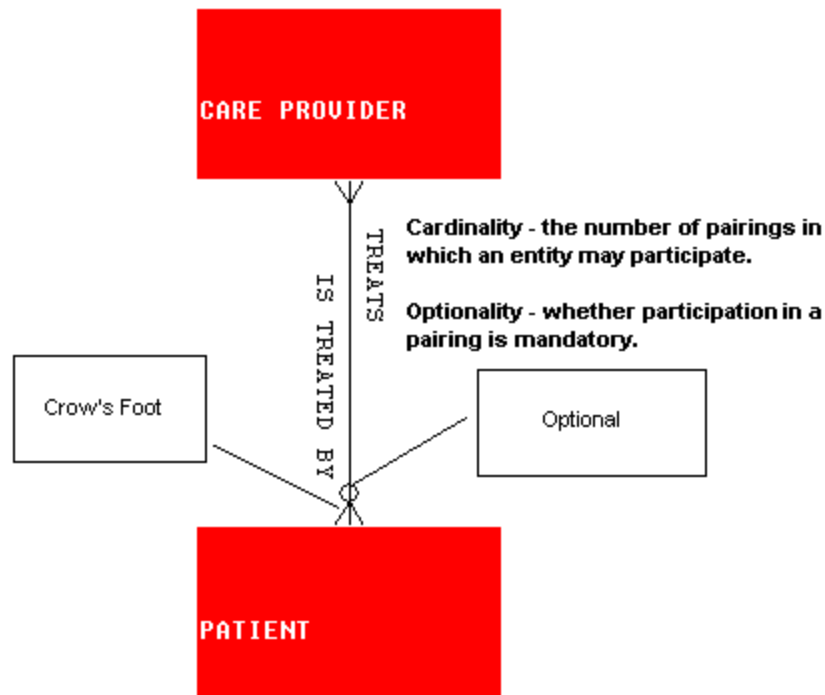 CARE PROVIDER
TREATS
IS TREATED BY
Cardinality - the number of pairings in
which an entity may participate.
Optionality - whether participation in a
pairing is mandatory.
Crow's Foot
Optional
PATIENT